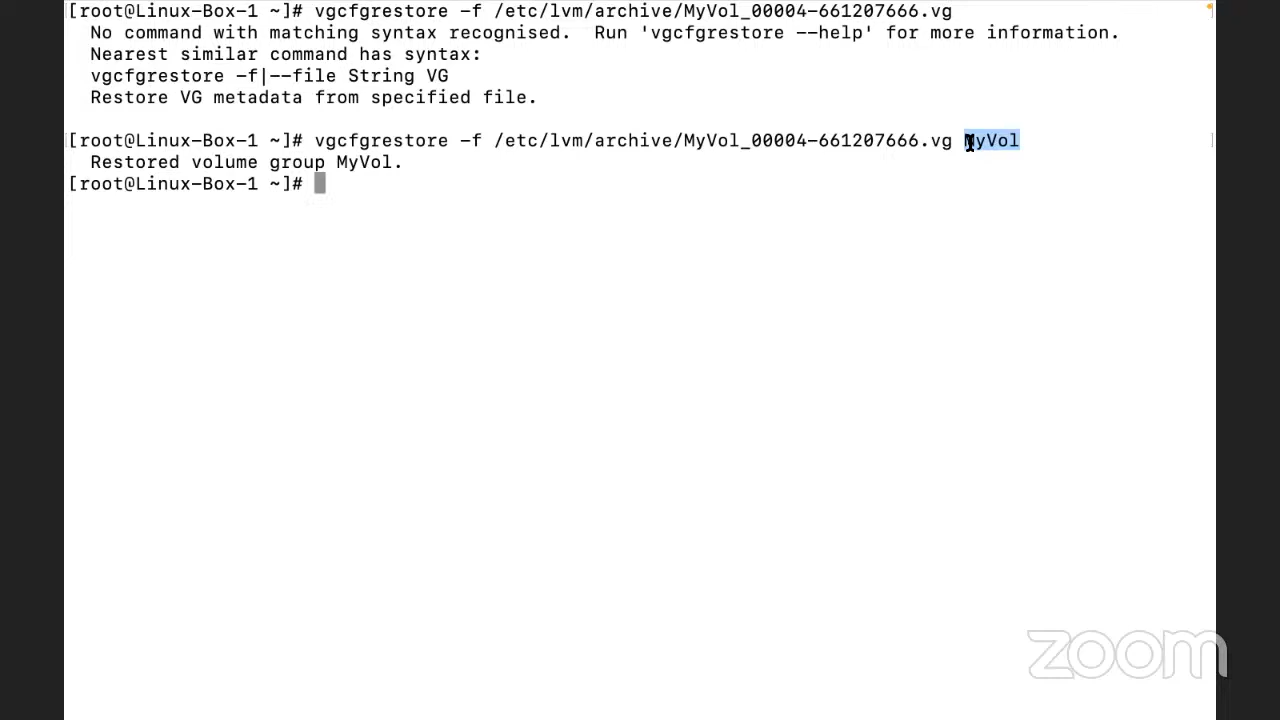 [root@Linux-Box-1 ~]# vgcfgrestore -f /etc/lvm/archive/MyVol_00004-661207666.vg
No command with matching syntax recognised.  Run 'vgcfgrestore --help' for more information.
Nearest similar command has syntax:
vgcfgrestore -f|--file String VG
Restore VG metadata from specified file.
[root@Linux-Box-1 ~]# vgcfgrestore -f /etc/lvm/archive/MyVol_00004-661207666.vg MyVol
Restored volume group MyVol.
[root@Linux-Box-1 ~]#
zoom